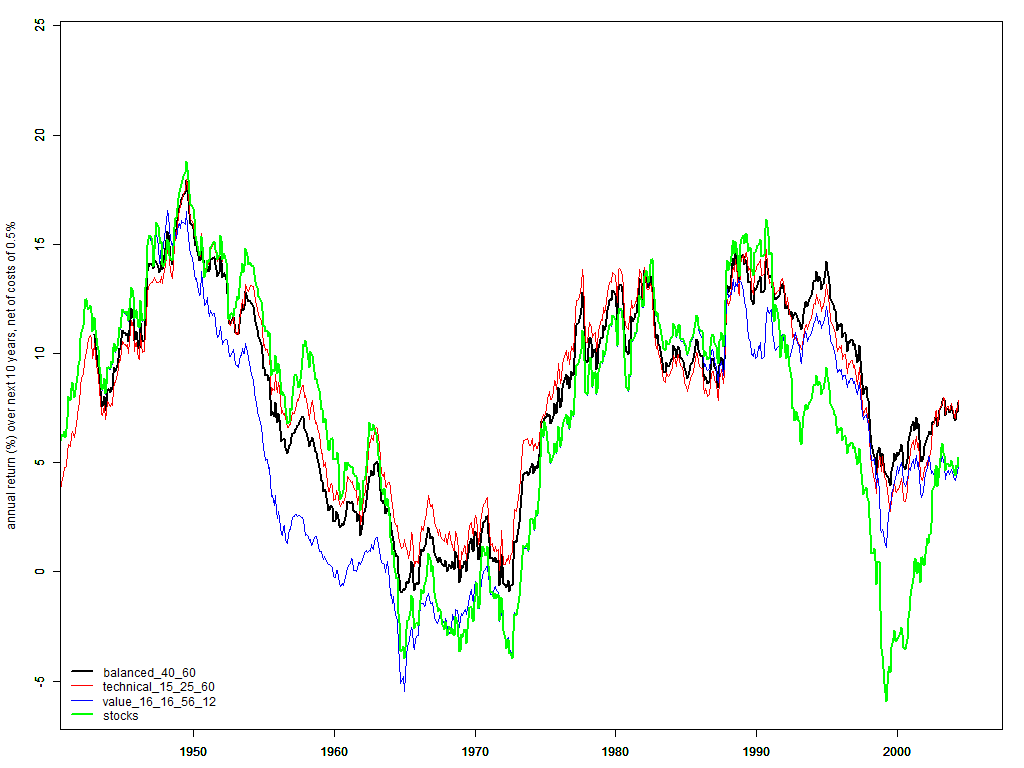 annual return (%) over next 10 years, net of costs of 0.5%
25
20
15
10
5
0
-5
balanced_40_60
technical_15_25_60
value_16_16_56_12
stocks
1950 1960 1970 1980 1990 2000